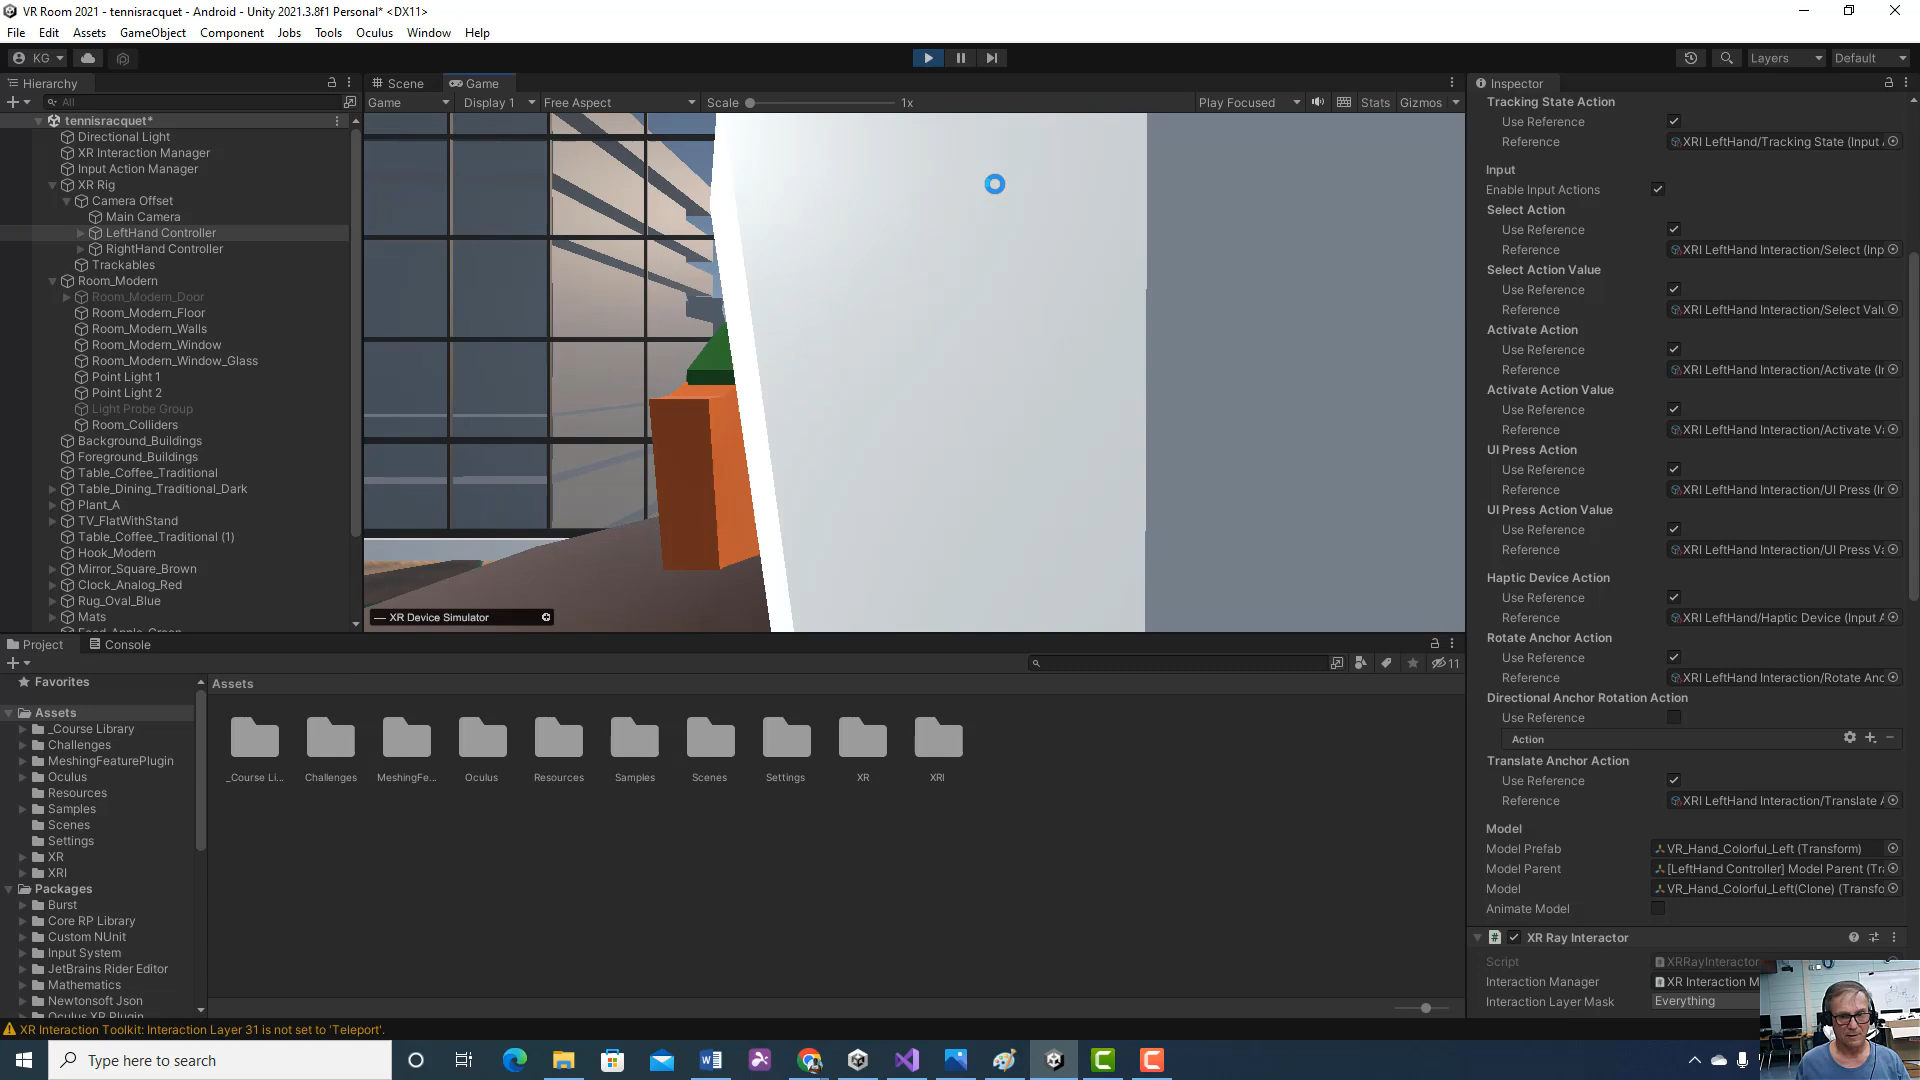 VR Room 2021 - tennisracquet - Android - Unity 2021.3.8f1 Personal* <DX11>
File Edit Assets GameObject Component Jobs Tools Oculus Window Help
KG
Layers Default
Hierarchy
All
tennisracquet*
Directional Light
XR Interaction Manager
Input Action Manager
XR Rig
Camera Offset
Main Camera
LeftHand Controller
RightHand Controller
Trackables
Room_Modern
Room_Modern_Door
Room_Modern_Floor
Room_Modern_Walls
Room_Modern_Window
Room_Modern_Window_Glass
Point Light 1
Point Light 2
Light Probe Group
Room_Colliders
Background_Buildings
Foreground_Buildings
Table_Coffee_Traditional
Table_Dining_Traditional_Dark
Plant_A
TV_FlatWithStand
Table_Coffee_Traditional (1)
Hook_Modern
Mirror_Square_Brown
Clock_Analog_Red
Rug_Oval_Blue
Mats
Scene Game
Game Display 1 Free Aspect Scale 1x Play Focused Stats Gizmos
XR Device Simulator
Inspector
Tracking State Action
Use Reference
Reference XRI LeftHand/Tracking State (Input A
Input
Enable Input Actions
Select Action
Use Reference
Reference XRI LeftHand Interaction/Select (Inp
Select Action Value
Use Reference
Reference XRI LeftHand Interaction/Select Valu
Activate Action
Use Reference
Reference XRI LeftHand Interaction/Activate (In
Activate Action Value
Use Reference
Reference XRI LeftHand Interaction/Activate Va
UI Press Action
Use Reference
Reference XRI LeftHand Interaction/UI Press (In
UI Press Action Value
Use Reference
Reference XRI LeftHand Interaction/UI Press Va
Haptic Device Action
Use Reference
Reference XRI LeftHand/Haptic Device (Input A
Rotate Anchor Action
Use Reference
Reference XRI LeftHand Interaction/Rotate Anc
Directional Anchor Rotation Action
Use Reference
Action
Translate Anchor Action
Use Reference
Reference XRI LeftHand Interaction/Translate A
Model
Model Prefab VR_Hand_Colorful_Left (Transform)
Model Parent [LeftHand Controller] Model Parent (Tra
Model VR_Hand_Colorful_Left(Clone) (Transfo
Animate Model
XR Ray Interactor
Script XRRayInteractor
Interaction Manager XR Interaction M
Interaction Layer Mask Everything
Project Console
11
Favorites
Assets
_Course Library
Challenges
MeshingFeaturePlugin
Oculus
Resources
Samples
Scenes
Settings
XR
XRI
Packages
Burst
Core RP Library
Custom NUnit
Input System
JetBrains Rider Editor
Mathematics
Newtonsoft Json
Oculus XR Plugin
Assets
_Course Li... Challenges MeshingFe... Oculus Resources Samples Scenes Settings XR XRI
XR Interaction Toolkit: Interaction Layer 31 is not set to 'Teleport'.
Type here to search